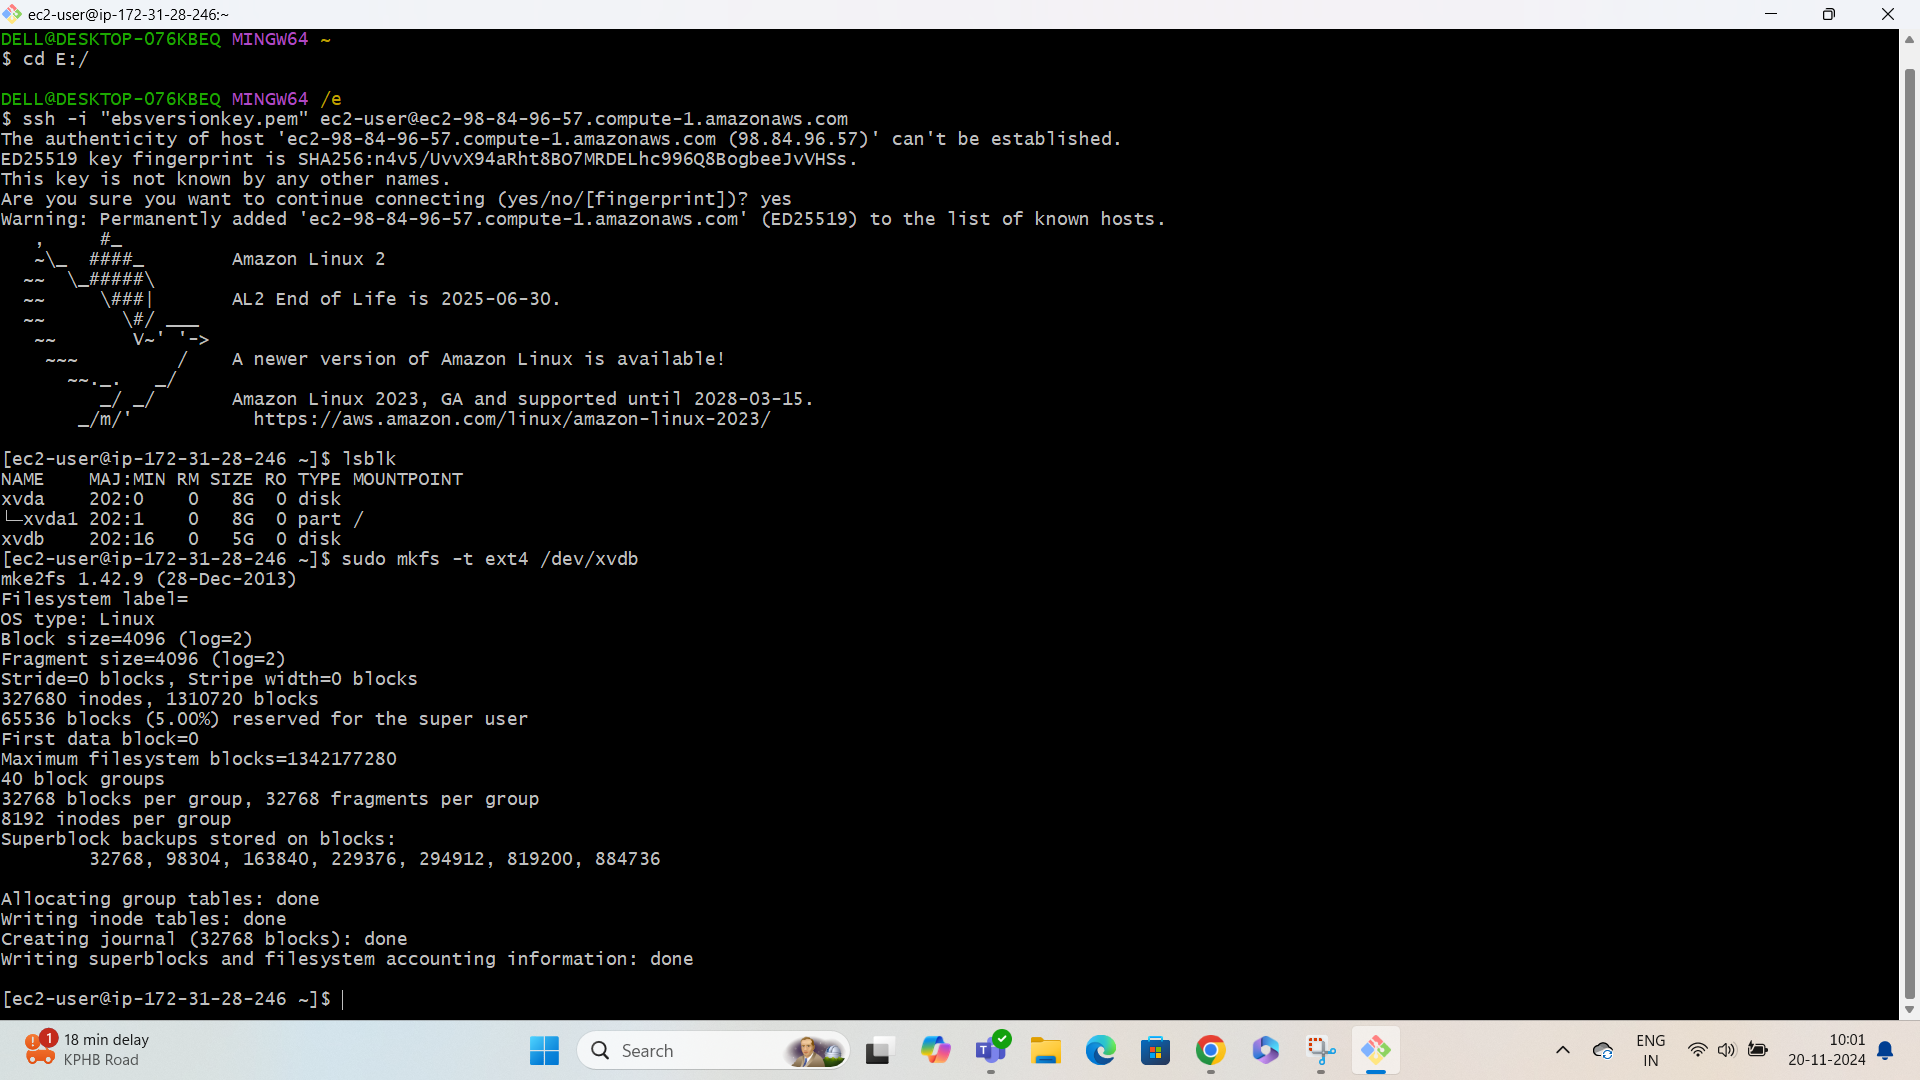 ec2-user@ip-172-31-28-246:~
DELL@DESKTOP-076KBEQ MINGW64 ~
$ cd E:/
DELL@DESKTOP-076KBEQ MINGW64 /e
$ ssh -i "ebsversionkey.pem" ec2-user@ec2-98-84-96-57.compute-1.amazonaws.com
The authenticity of host 'ec2-98-84-96-57.compute-1.amazonaws.com (98.84.96.57)' can't be established.
ED25519 key fingerprint is SHA256:n4v5/UvvX94aRht8BO7MRDELhc996Q8BogbeeJvVHSs.
This key is not known by any other names.
Are you sure you want to continue connecting (yes/no/[fingerprint])? yes
Warning: Permanently added 'ec2-98-84-96-57.compute-1.amazonaws.com' (ED25519) to the list of known hosts.
   ,     #_
   ~\_  ####_        Amazon Linux 2
  ~~  \_#####\
  ~~     \###|       AL2 End of Life is 2025-06-30.
  ~~       \#/ ___
   ~~       V~' '->
    ~~~         /    A newer version of Amazon Linux is available!
      ~~._.   _/
         _/ _/       Amazon Linux 2023, GA and supported until 2028-03-15.
       _/m/'           https://aws.amazon.com/linux/amazon-linux-2023/
[ec2-user@ip-172-31-28-246 ~]$ lsblk
NAME    MAJ:MIN RM SIZE RO TYPE MOUNTPOINT
xvda    202:0    0   8G  0 disk
└─xvda1 202:1    0   8G  0 part /
xvdb    202:16   0   5G  0 disk
[ec2-user@ip-172-31-28-246 ~]$ sudo mkfs -t ext4 /dev/xvdb
mke2fs 1.42.9 (28-Dec-2013)
Filesystem label=
OS type: Linux
Block size=4096 (log=2)
Fragment size=4096 (log=2)
Stride=0 blocks, Stripe width=0 blocks
327680 inodes, 1310720 blocks
65536 blocks (5.00%) reserved for the super user
First data block=0
Maximum filesystem blocks=1342177280
40 block groups
32768 blocks per group, 32768 fragments per group
8192 inodes per group
Superblock backups stored on blocks:
        32768, 98304, 163840, 229376, 294912, 819200, 884736
Allocating group tables: done
Writing inode tables: done
Creating journal (32768 blocks): done
Writing superblocks and filesystem accounting information: done
[ec2-user@ip-172-31-28-246 ~]$
1
18 min delay
KPHB Road
Search
ENG
IN
10:01
20-11-2024